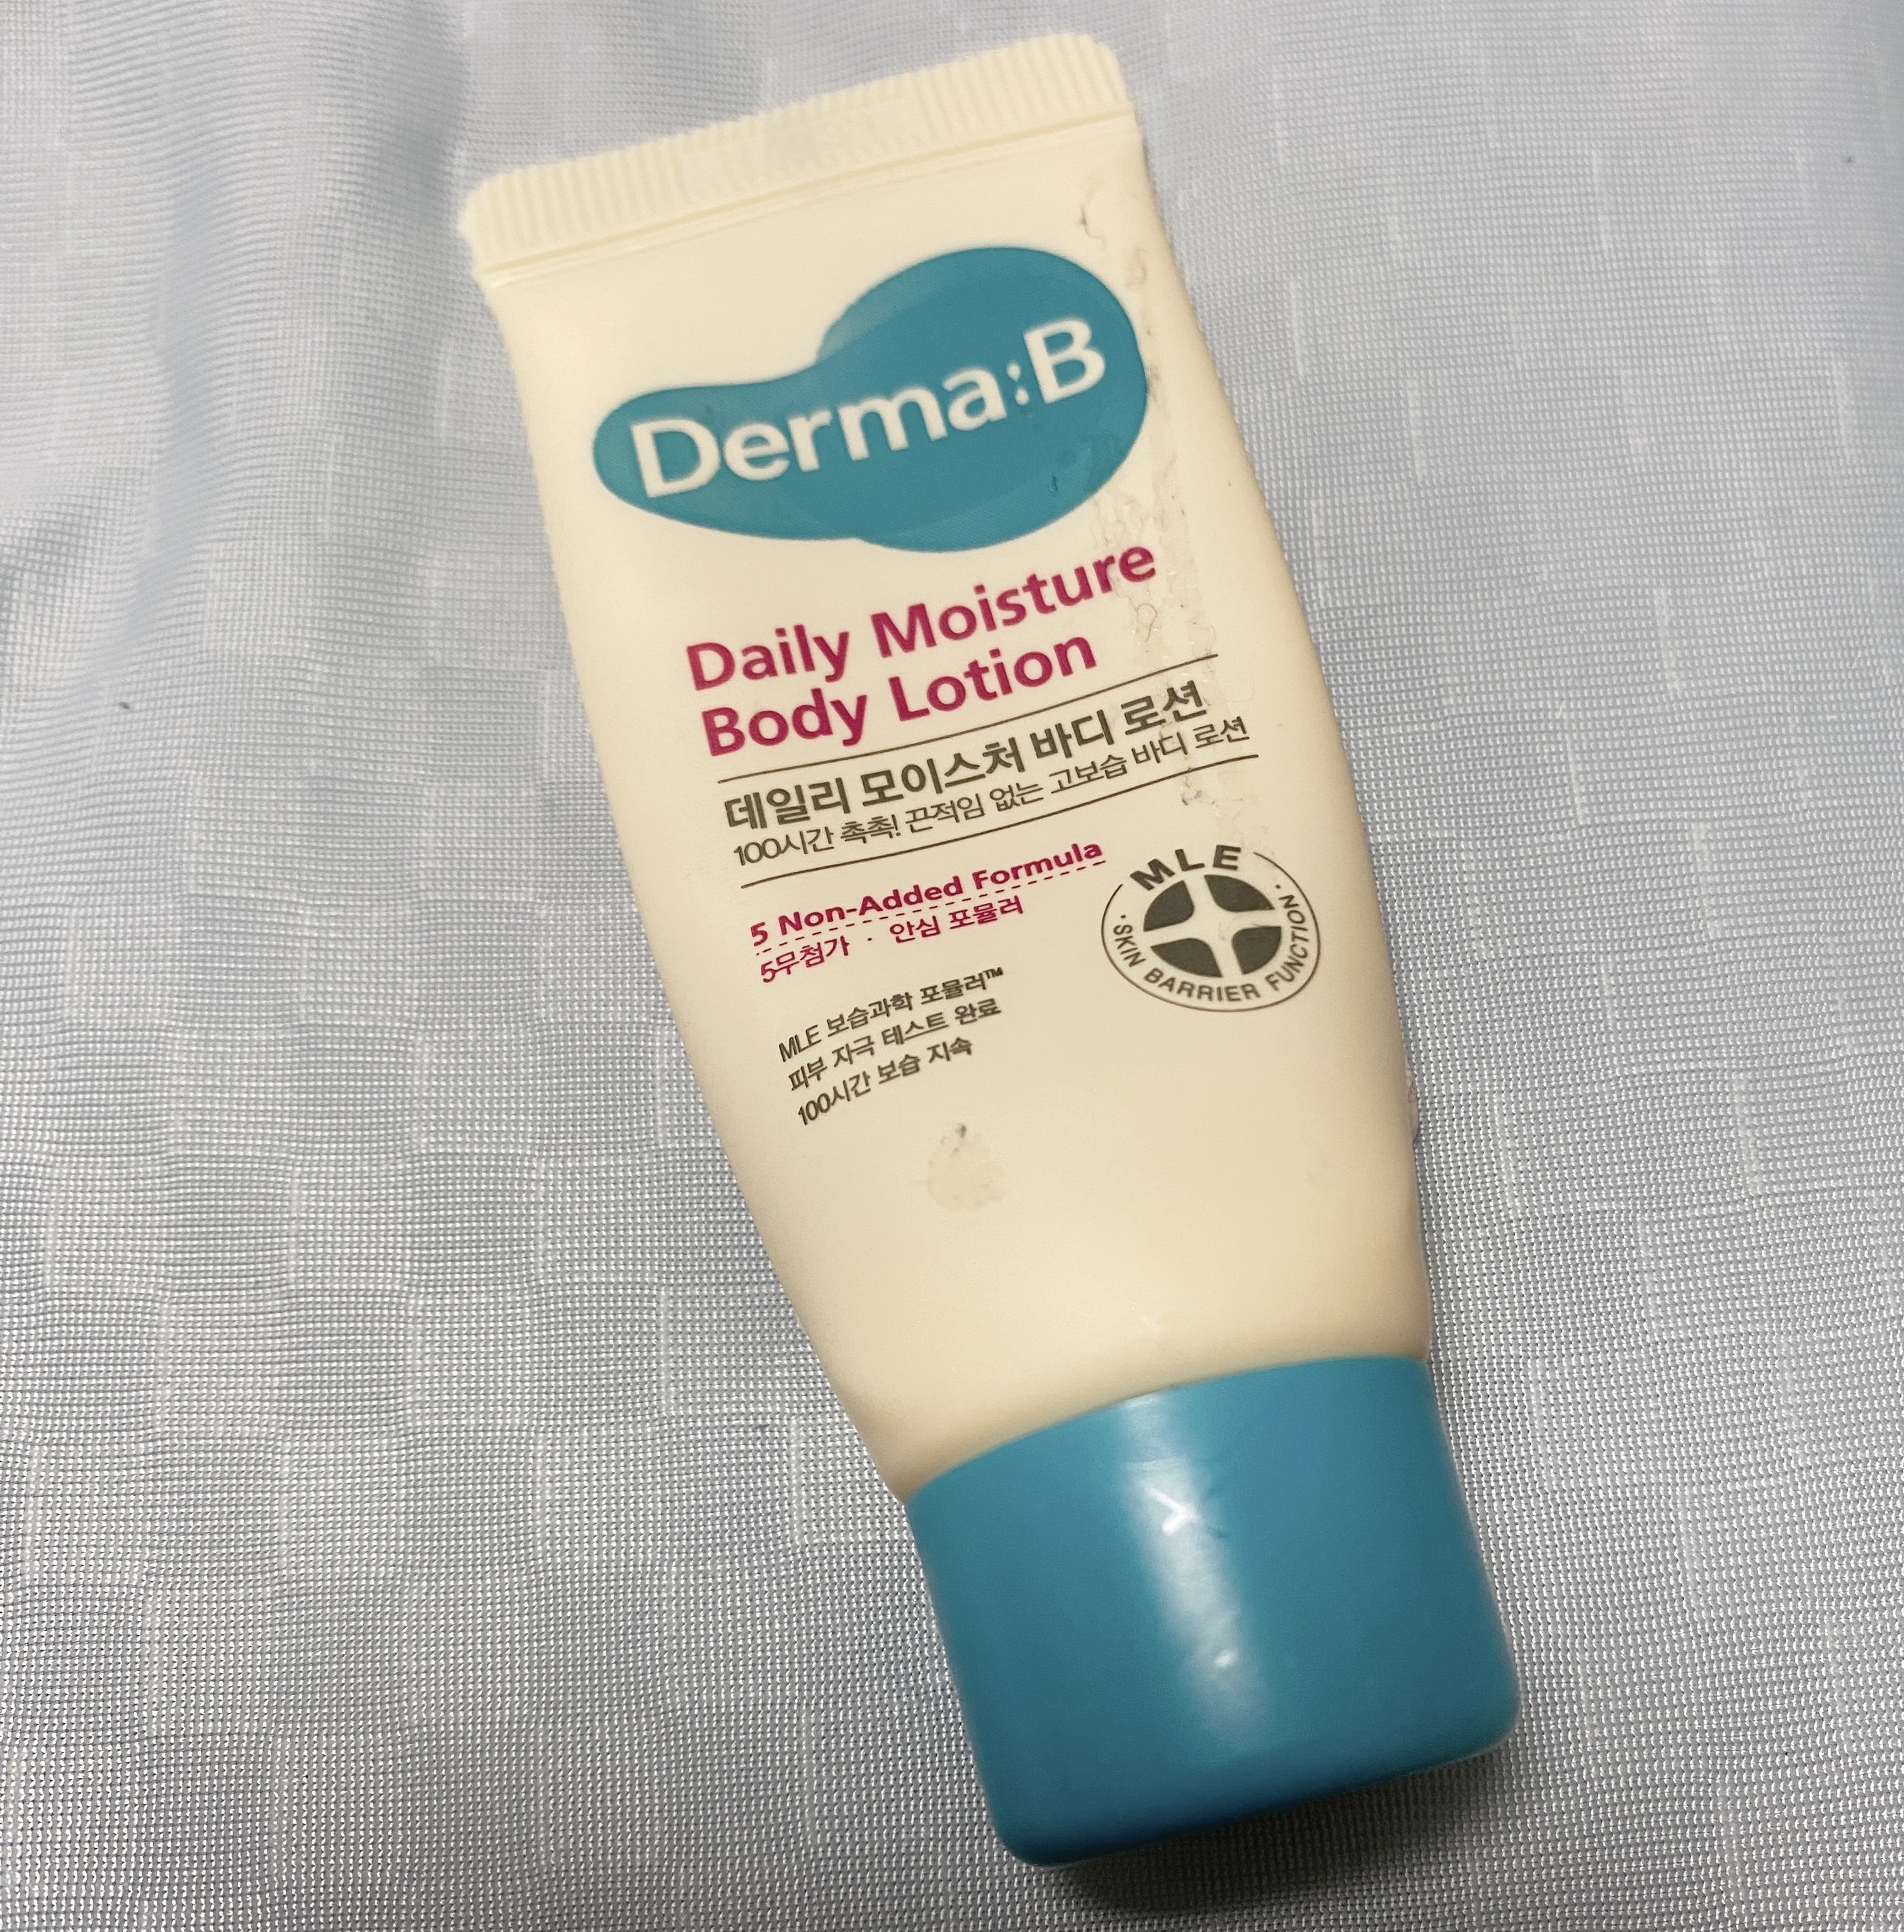 Derma:B
Daily Moisture
Body Lotion
데일리 모이스처 바디 로션
100시간 촉촉! 끈적임 없는 고보습 바디 로션
5 Non-Added Formula
5무첨가 · 안심 포뮬러
MLE
· SKIN BARRIER FUNCTION ·
MLE 보습과학 포뮬러™
피부 자극 테스트 완료
100시간 보습 지속